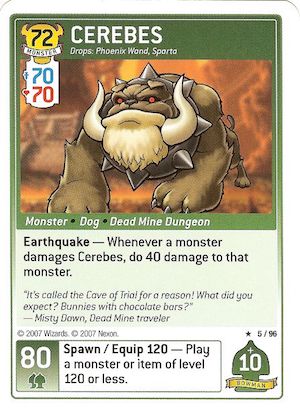 72
MONSTER
CEREBES
Drops: Phoenix Wand, Sparta
70
70
Monster • Dog • Dead Mine Dungeon
Earthquake — Whenever a monster
damages Cerebes, do 40 damage to that
monster.
"It's called the Cave of Trial for a reason! What did you
expect? Bunnies with chocolate bars?"
— Misty Dawn, Dead Mine traveler
© 2007 Wizards. © 2007 Nexon.
★ 5 / 96
80
Spawn / Equip 120 — Play
a monster or item of level
120 or less.
10
BOWMAN